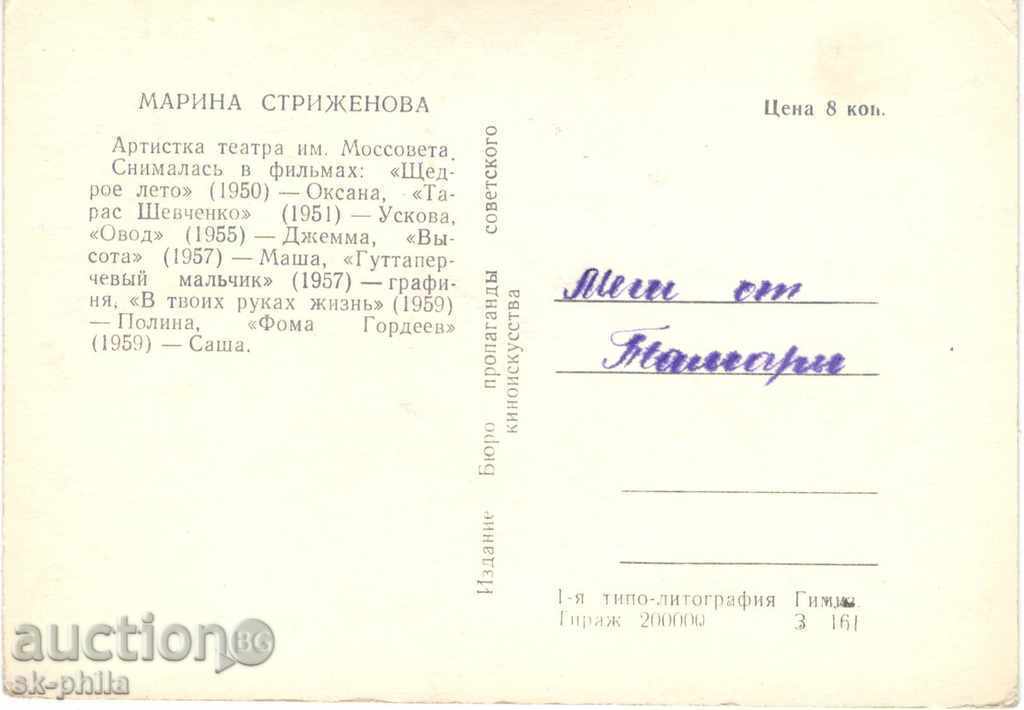 МАРИНА СТРИЖЕНОВА
Артистка театра им. Моссовета.
Снималась в фильмах: «Щед-
рое лето» (1950) — Оксана, «Та-
рас Шевченко» (1951) — Ускова,
«Овод» (1955) — Джемма, «Вы-
сота» (1957) — Маша, «Гуттапер-
чевый мальчик» (1957) — графи-
ня, «В твоих руках жизнь» (1959)
— Полина, «Фома Гордеев»
(1959) — Саша.
Издание Бюро пропаганды советского
киноискусства
Цена 8 коп.
Меги от
Тамары
1-я типо-литография
Тираж 200000 З 161
auction BG
sk-phila